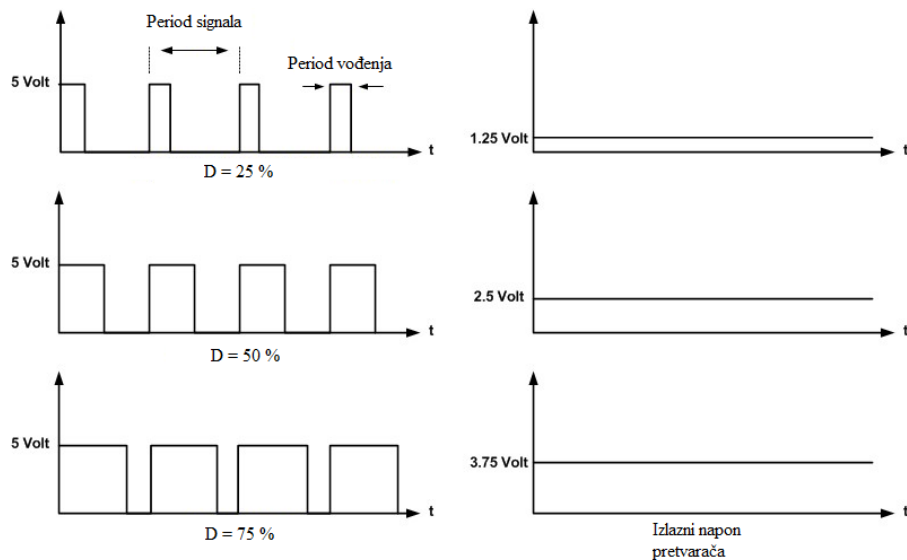 Period signala
Period vođenja
5 Volt
t
D = 25 %
1.25 Volt
t
5 Volt
t
D = 50 %
2.5 Volt
t
5 Volt
t
D = 75 %
3.75 Volt
t
Izlazni napon
pretvarača